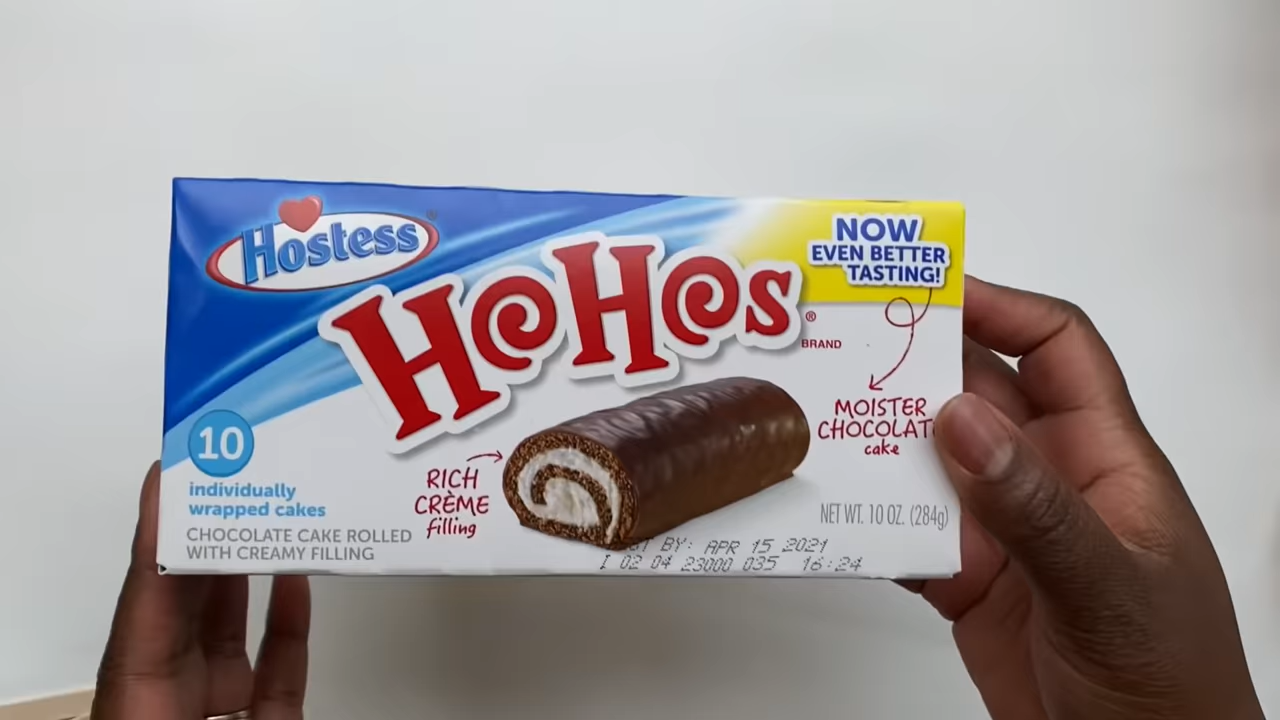 Hostess®
HoHos®
BRAND
NOW
EVEN BETTER
TASTING!
MOISTER
CHOCOLAT
cake
RICH
CRÈME
filling
10
individually
wrapped cakes
CHOCOLATE CAKE ROLLED
WITH CREAMY FILLING
NET WT. 10 OZ. (284g)
BY: APR 15 2021
I 02 04 23000 035 16:24